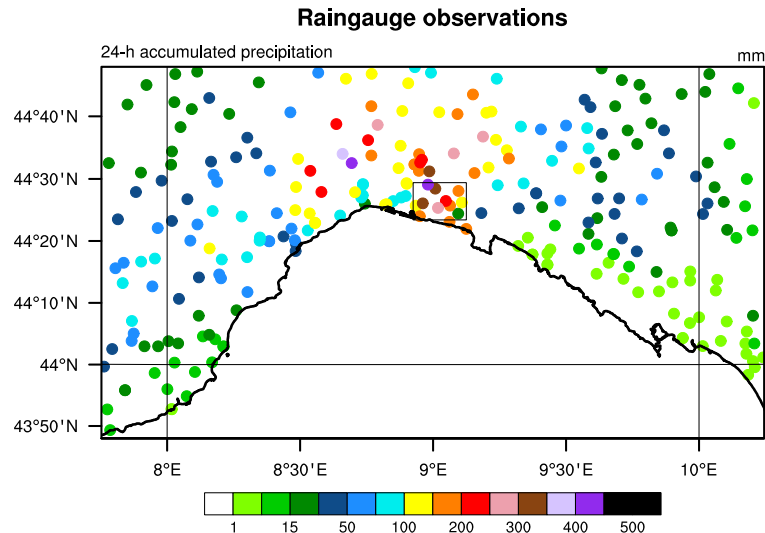 Raingauge observations
24-h accumulated precipitation mm
44°40'N
44°30'N
44°20'N
44°10'N
44°N
43°50'N
8°E 8°30'E 9°E 9°30'E 10°E
1 15 50 100 200 300 400 500